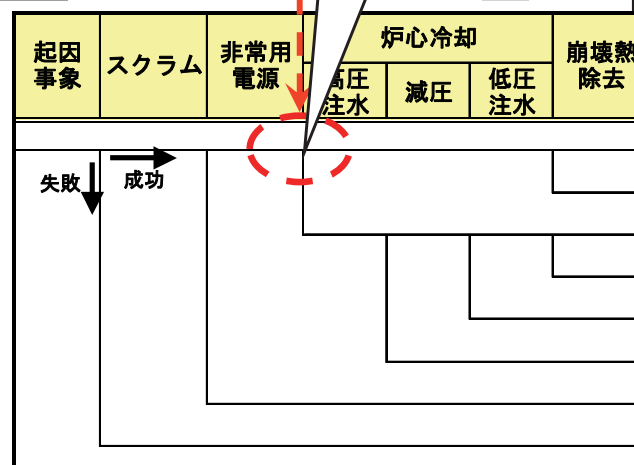 起因
事象
スクラム
非常用
電源
炉心冷却
高圧
注水
減圧
低圧
注水
崩壊熱
除去
失敗
成功